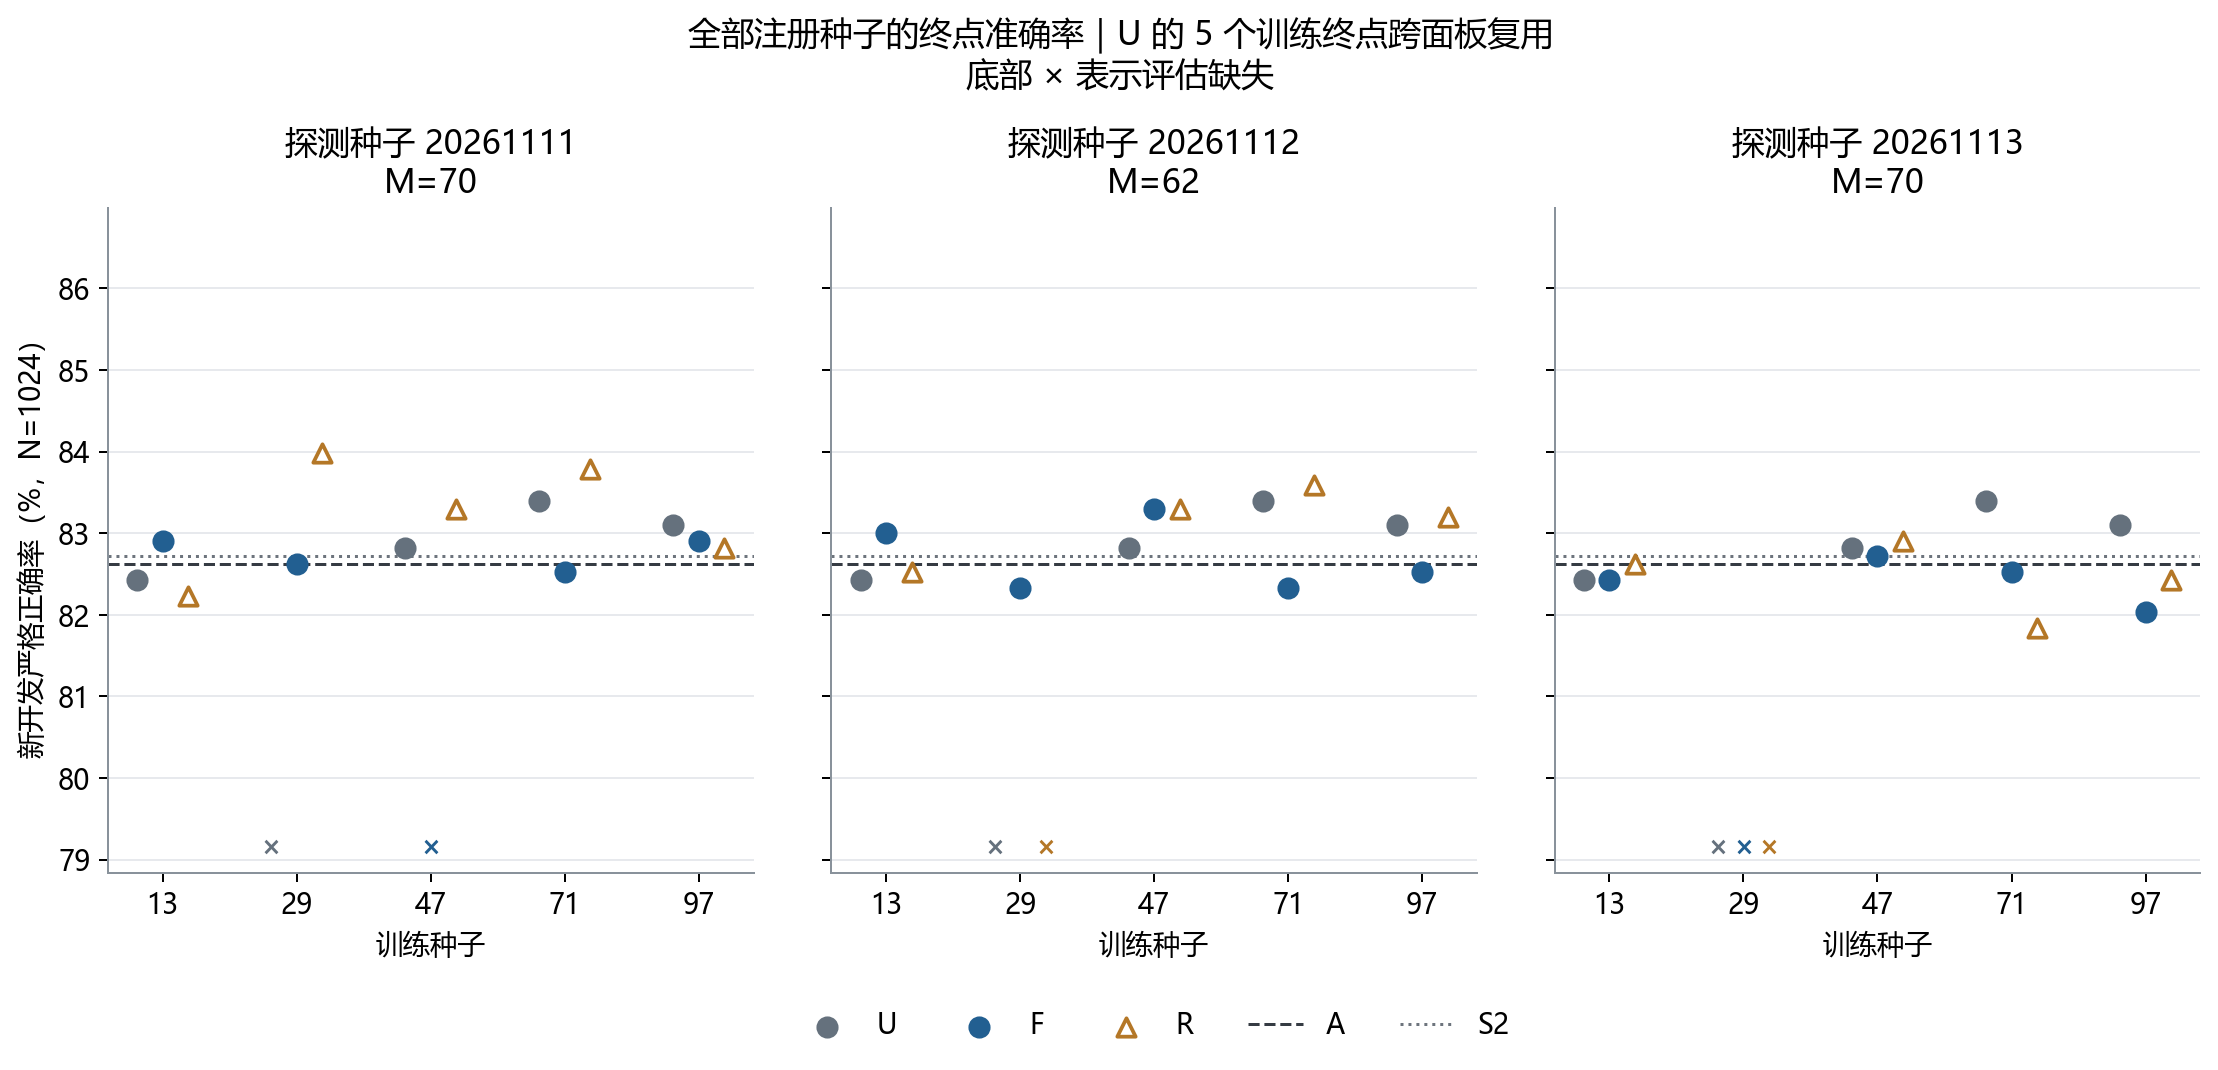 全部注册种子的终点准确率 | U 的 5 个训练终点跨面板复用
底部 × 表示评估缺失
探测种子 20261111
M=70
探测种子 20261112
M=62
探测种子 20261113
M=70
新开发严格正确率（%，N=1024）
86
85
84
83
82
81
80
79
13 29 47 71 97
13 29 47 71 97
13 29 47 71 97
训练种子
训练种子
训练种子
U F R A S2